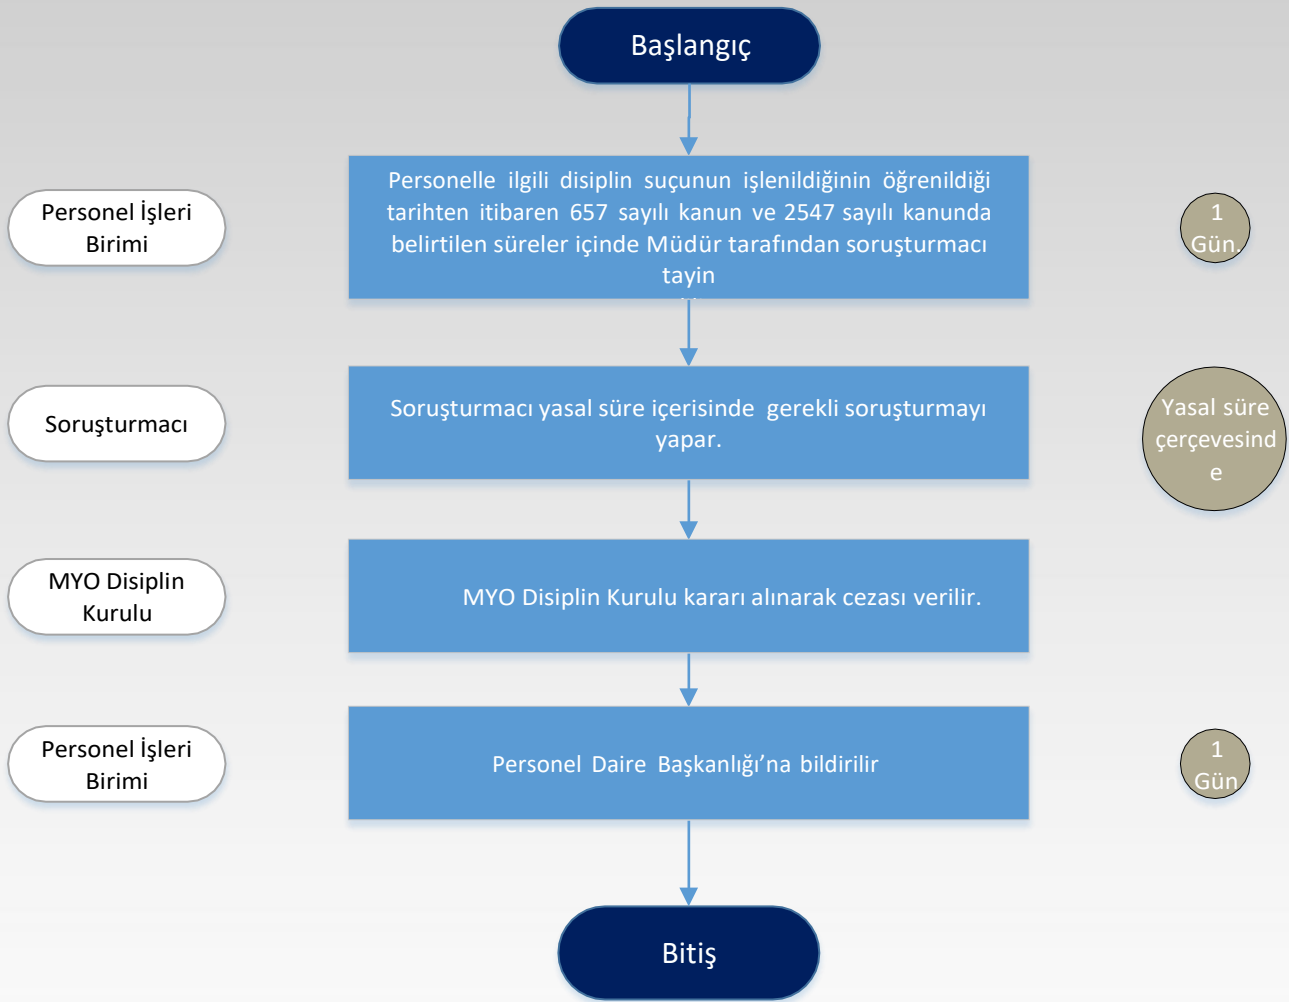 Başlangıç
Personel İşleri
Birimi
Personelle ilgili disiplin suçunun işlenildiğinin öğrenildiği
tarihten itibaren 657 sayılı kanun ve 2547 sayılı kanunda
belirtilen süreler içinde Müdür tarafından soruşturmacı
tayin
1
Gün.
Soruşturmacı
Soruşturmacı yasal süre içerisinde gerekli soruşturmayı
yapar.
Yasal süre
çerçevesind
e
MYO Disiplin
Kurulu
MYO Disiplin Kurulu kararı alınarak cezası verilir.
Personel İşleri
Birimi
Personel Daire Başkanlığı’na bildirilir
1
Gün
Bitiş